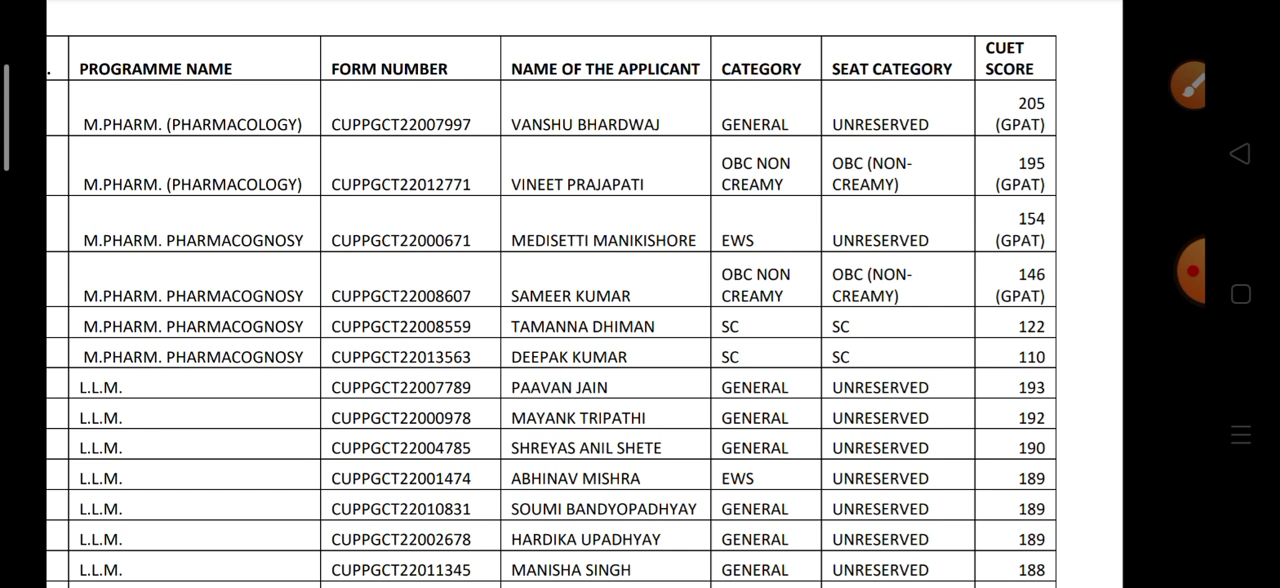 . PROGRAMME NAME FORM NUMBER NAME OF THE APPLICANT CATEGORY SEAT CATEGORY CUET SCORE
M.PHARM. (PHARMACOLOGY) CUPPGCT22007997 VANSHU BHARDWAJ GENERAL UNRESERVED 205 (GPAT)
M.PHARM. (PHARMACOLOGY) CUPPGCT22012771 VINEET PRAJAPATI OBC NON CREAMY OBC (NON-CREAMY) 195 (GPAT)
M.PHARM. PHARMACOGNOSY CUPPGCT22000671 MEDISETTI MANIKISHORE EWS UNRESERVED 154 (GPAT)
M.PHARM. PHARMACOGNOSY CUPPGCT22008607 SAMEER KUMAR OBC NON CREAMY OBC (NON-CREAMY) 146 (GPAT)
M.PHARM. PHARMACOGNOSY CUPPGCT22008559 TAMANNA DHIMAN SC SC 122
M.PHARM. PHARMACOGNOSY CUPPGCT22013563 DEEPAK KUMAR SC SC 110
L.L.M. CUPPGCT22007789 PAAVAN JAIN GENERAL UNRESERVED 193
L.L.M. CUPPGCT22000978 MAYANK TRIPATHI GENERAL UNRESERVED 192
L.L.M. CUPPGCT22004785 SHREYAS ANIL SHETE GENERAL UNRESERVED 190
L.L.M. CUPPGCT22001474 ABHINAV MISHRA EWS UNRESERVED 189
L.L.M. CUPPGCT22010831 SOUMI BANDYOPADHYAY GENERAL UNRESERVED 189
L.L.M. CUPPGCT22002678 HARDIKA UPADHYAY GENERAL UNRESERVED 189
L.L.M. CUPPGCT22011345 MANISHA SINGH GENERAL UNRESERVED 188